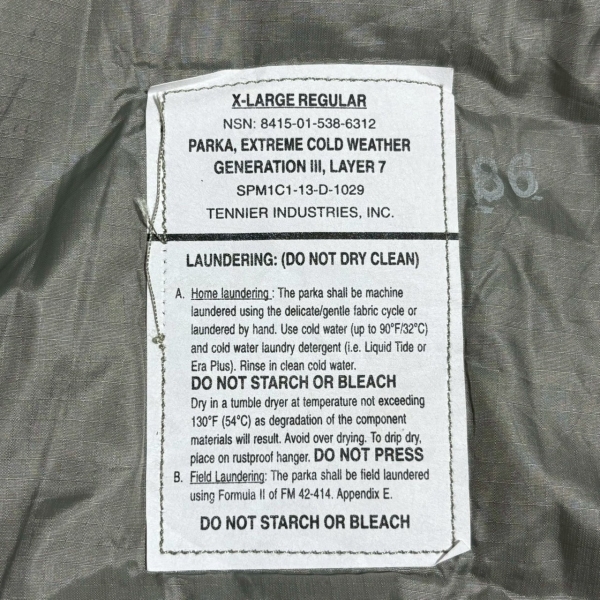 X-LARGE REGULAR
NSN: 8415-01-538-6312
PARKA, EXTREME COLD WEATHER
GENERATION III, LAYER 7
SPM1C1-13-D-1029
TENNIER INDUSTRIES, INC.
86
LAUNDERING: (DO NOT DRY CLEAN)
A. Home laundering : The parka shall be machine
laundered using the delicate/gentle fabric cycle or
laundered by hand. Use cold water (up to 90°F/32°C)
and cold water laundry detergent (i.e. Liquid Tide or
Era Plus). Rinse in clean cold water.
DO NOT STARCH OR BLEACH
Dry in a tumble dryer at temperature not exceeding
130°F (54°C) as degradation of the component
materials will result. Avoid over drying. To drip dry,
place on rustproof hanger. DO NOT PRESS
B. Field Laundering: The parka shall be field laundered
using Formula II of FM 42-414. Appendix E.
DO NOT STARCH OR BLEACH